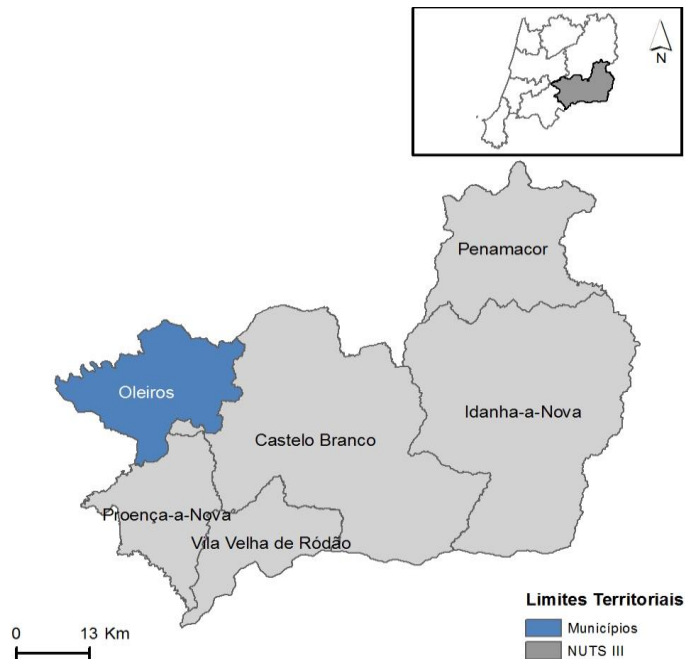 N
Penamacor
Oleiros
Idanha-a-Nova
Castelo Branco
Proença-a-Nova
Vila Velha de Ródão
Limites Territoriais
0 13 Km
Municípios
NUTS III